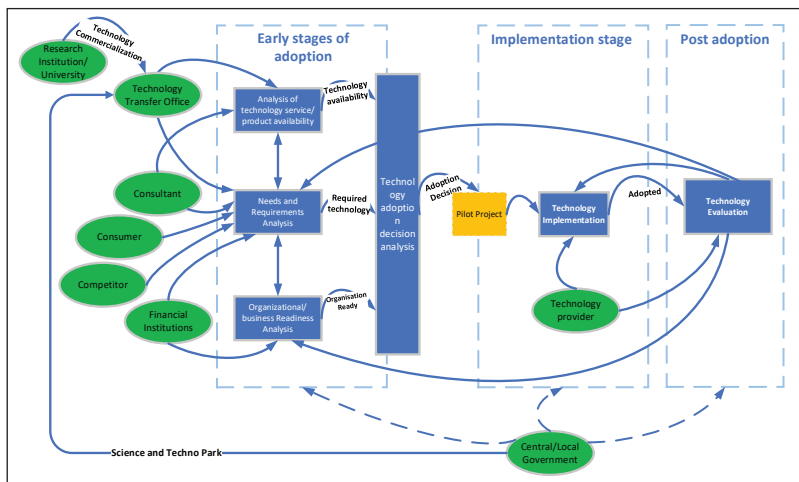 Early stages of
adoption
Implementation stage
Post adoption
Technology
Commercialization
Research
Institution/
University
Technology
Transfer Office
Analysis of
technology service/
product availability
Technology
availability
Consultant
Needs and
Requirements
Analysis
Required
technology
Technol
ogy
adoptio
n
decision
analysis
Adoption
Decision
Pilot Project
Technology
Implementation
Adopted
Technology
Evaluation
Consumer
Competitor
Financial
Institutions
Organizational/
business Readiness
Analysis
Organisation
Ready
Technology
provider
Science and Techno Park
Central/Local
Government